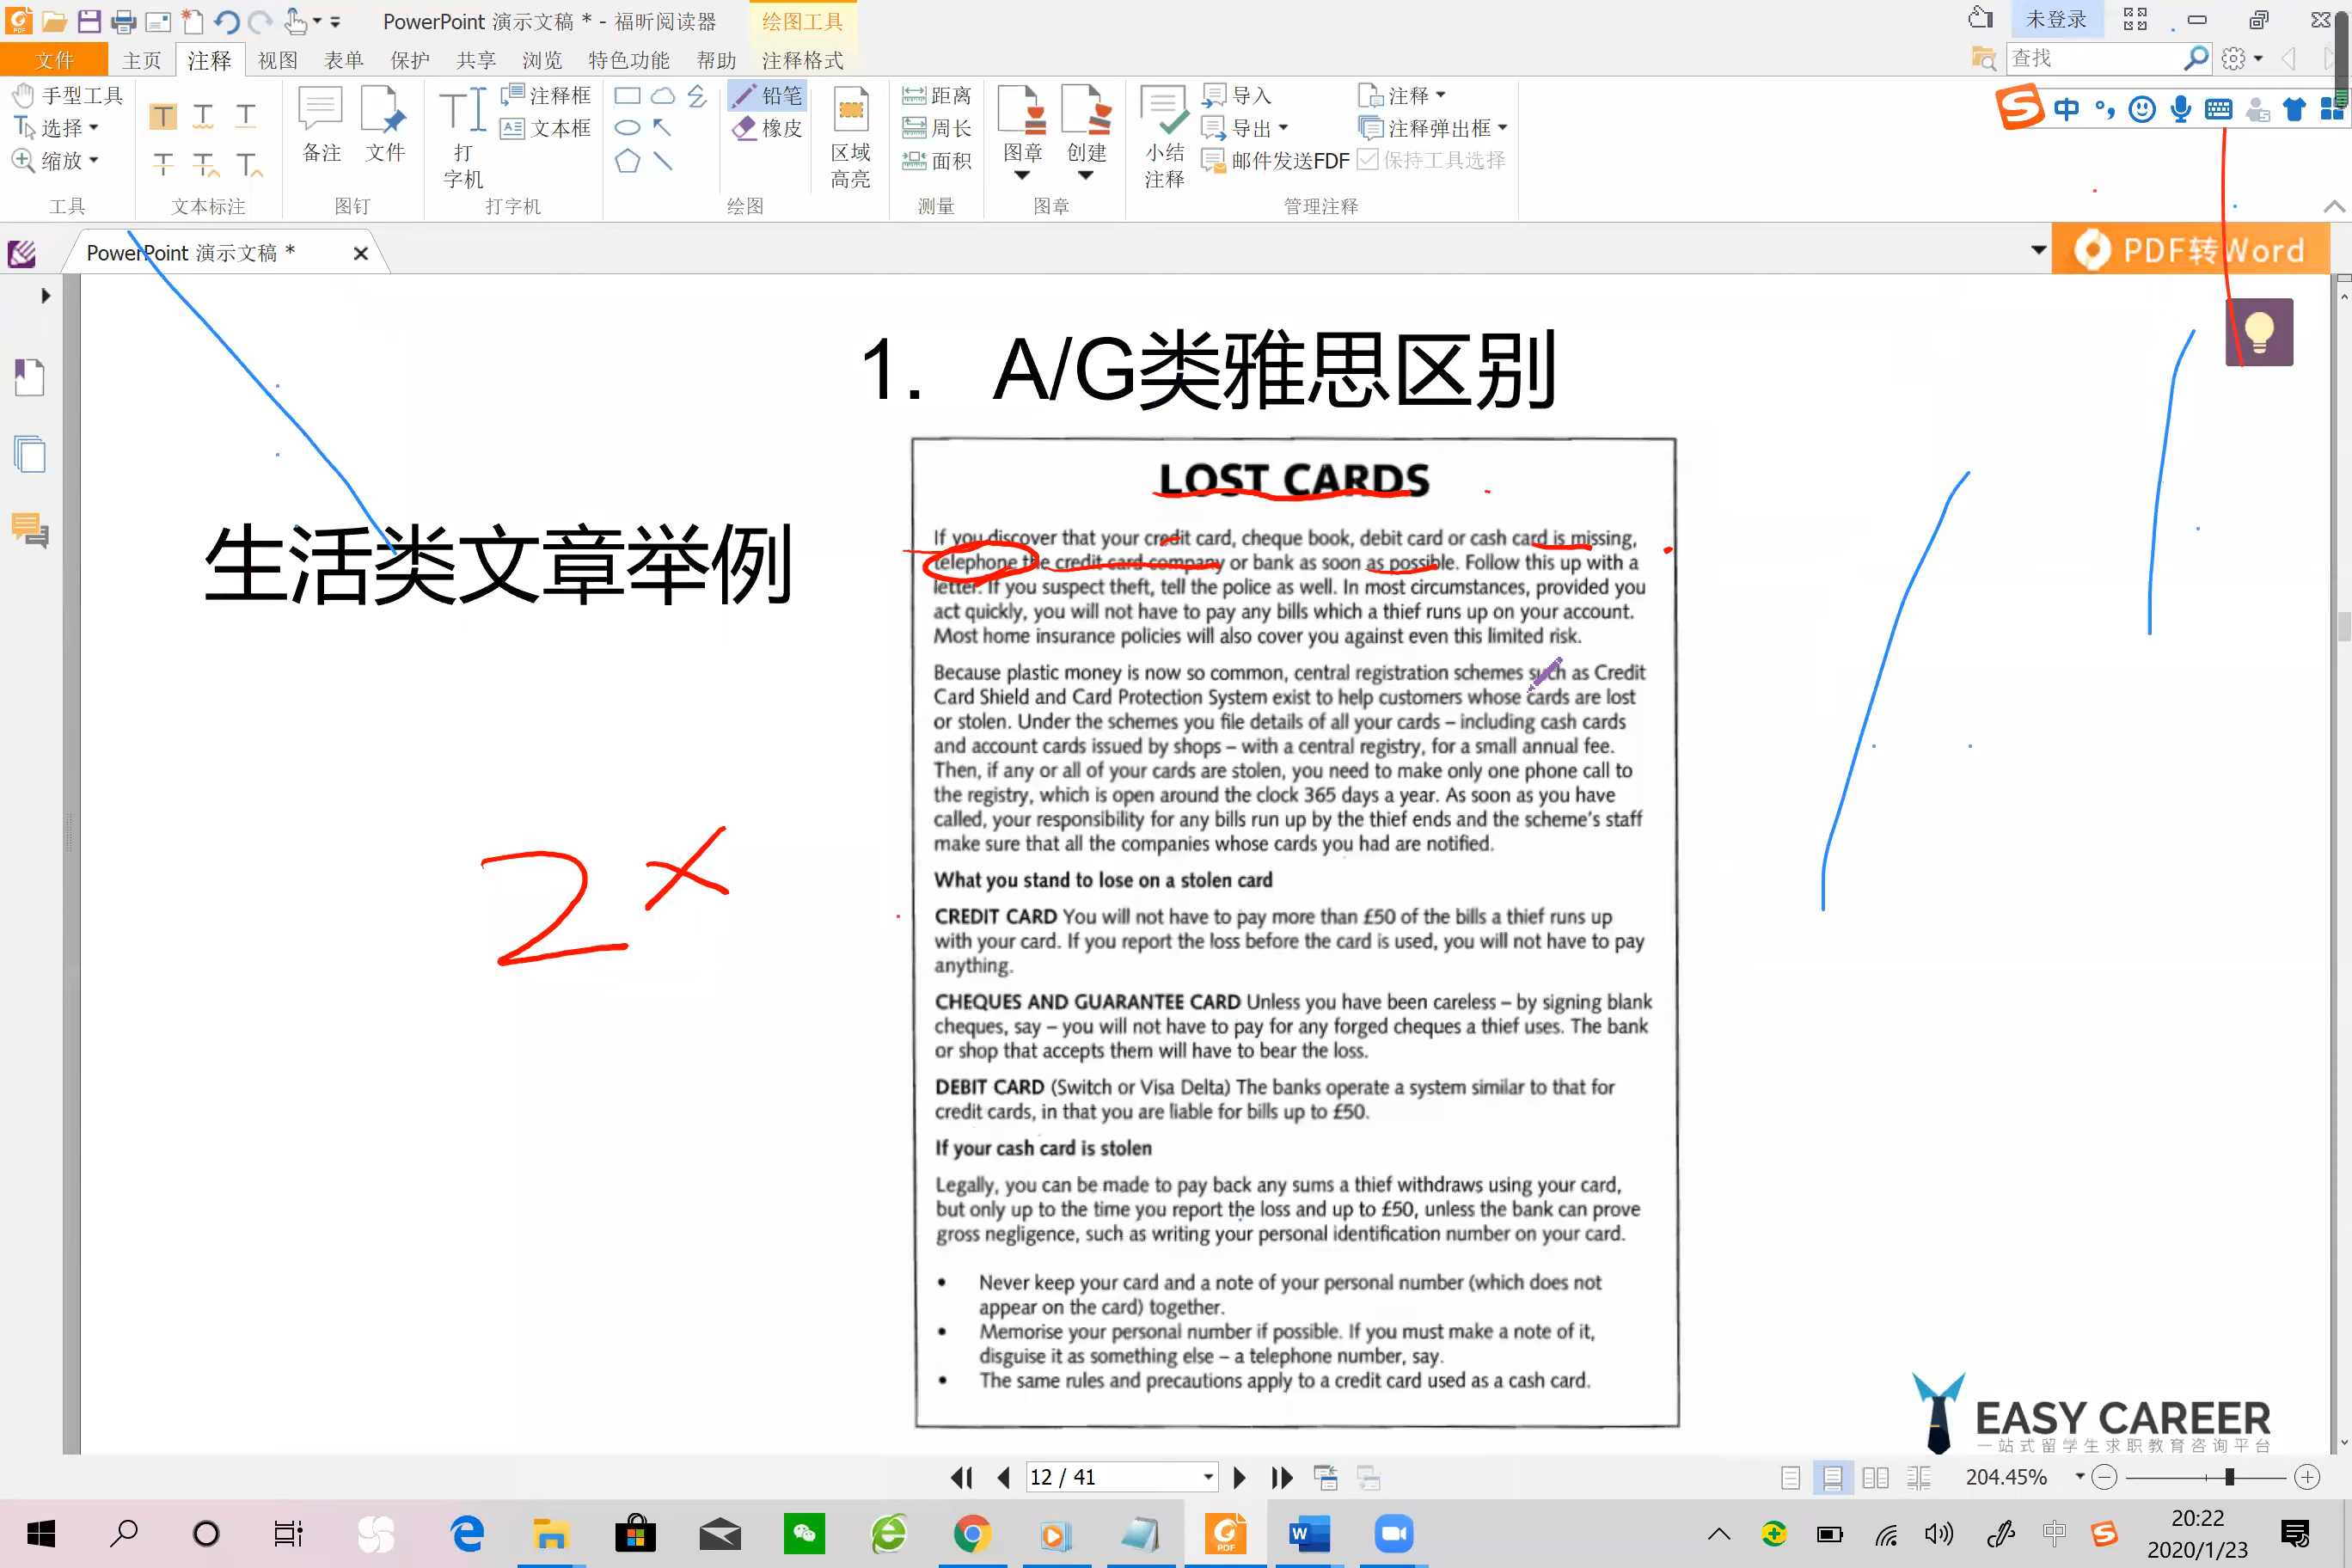 PowerPoint 演示文稿 * - 福昕阅读器
绘图工具
未登录
文件
主页
注释
视图
表单
保护
共享
浏览
特色功能
帮助
注释格式
查找
手型工具
选择
缩放
工具
文本标注
备注
文件
图钉
打
字机
注释框
文本框
打字机
铅笔
橡皮
绘图
区域
高亮
距离
周长
面积
测量
图章
创建
图章
小结
注释
导入
导出
邮件发送FDF
注释
注释弹出框
保持工具选择
管理注释
中
PowerPoint 演示文稿 *
PDF转Word
1. A/G类雅思区别
生活类文章举例
2 x
LOST CARDS
If you discover that your credit card, cheque book, debit card or cash card is missing,
telephone the credit card company or bank as soon as possible. Follow this up with a
letter. If you suspect theft, tell the police as well. In most circumstances, provided you
act quickly, you will not have to pay any bills which a thief runs up on your account.
Most home insurance policies will also cover you against even this limited risk.
Because plastic money is now so common, central registration schemes such as Credit
Card Shield and Card Protection System exist to help customers whose cards are lost
or stolen. Under the schemes you file details of all your cards – including cash cards
and account cards issued by shops – with a central registry, for a small annual fee.
Then, if any or all of your cards are stolen, you need to make only one phone call to
the registry, which is open around the clock 365 days a year. As soon as you have
called, your responsibility for any bills run up by the thief ends and the scheme's staff
make sure that all the companies whose cards you had are notified.
What you stand to lose on a stolen card
CREDIT CARD You will not have to pay more than £50 of the bills a thief runs up
with your card. If you report the loss before the card is used, you will not have to pay
anything.
CHEQUES AND GUARANTEE CARD Unless you have been careless – by signing blank
cheques, say – you will not have to pay for any forged cheques a thief uses. The bank
or shop that accepts them will have to bear the loss.
DEBIT CARD (Switch or Visa Delta) The banks operate a system similar to that for
credit cards, in that you are liable for bills up to £50.
If your cash card is stolen
Legally, you can be made to pay back any sums a thief withdraws using your card,
but only up to the time you report the loss and up to £50, unless the bank can prove
gross negligence, such as writing your personal identification number on your card.
• Never keep your card and a note of your personal number (which does not
appear on the card) together.
• Memorise your personal number if possible. If you must make a note of it,
disguise it as something else – a telephone number, say.
• The same rules and precautions apply to a credit card used as a cash card.
EASY CAREER
一站式留学生求职教育咨询平台
12 / 41
204.45%
中
20:22
2020/1/23